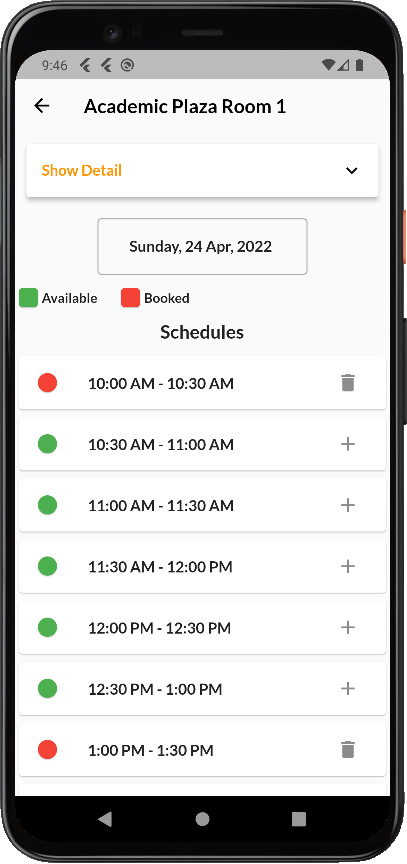 9:46
Academic Plaza Room 1
Show Detail
Sunday, 24 Apr, 2022
Available Booked
Schedules
10:00 AM - 10:30 AM
10:30 AM - 11:00 AM
11:00 AM - 11:30 AM
11:30 AM - 12:00 PM
12:00 PM - 12:30 PM
12:30 PM - 1:00 PM
1:00 PM - 1:30 PM